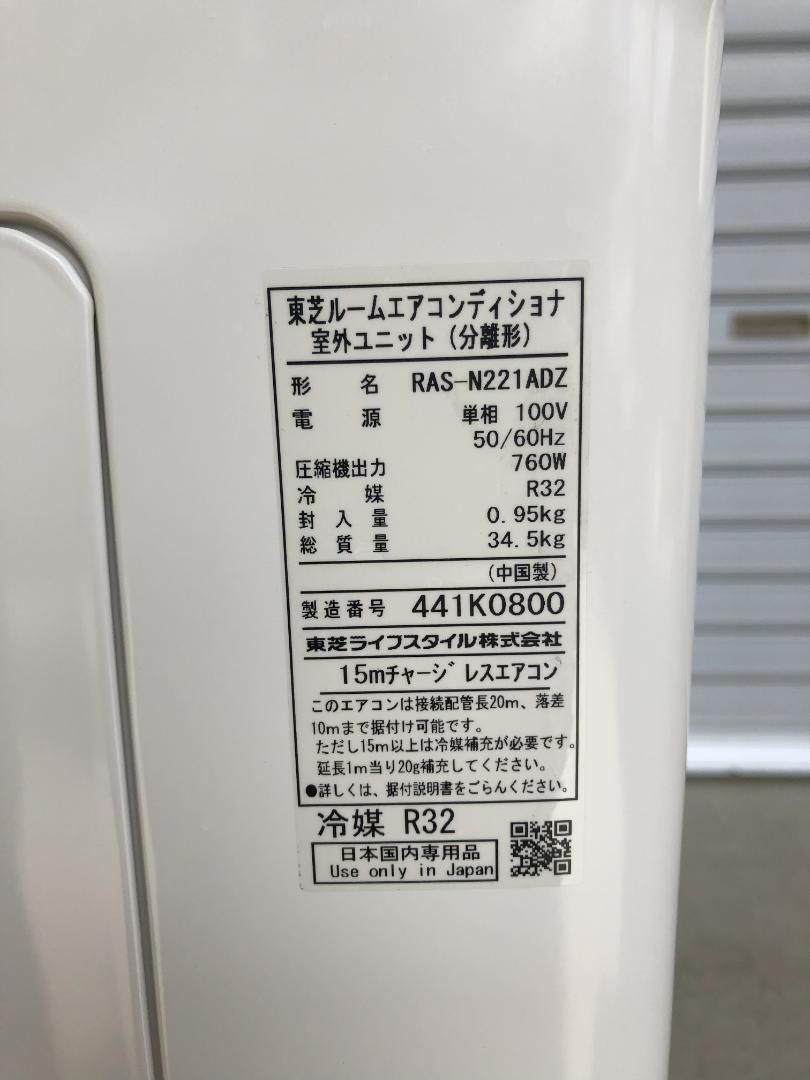 東芝ルームエアコンディショナ
室外ユニット(分離形)
形名 RAS-N221ADZ
電源 単相 100V
50/60Hz
圧縮機出力 760W
冷媒 R32
封入量 0.95kg
総質量 34.5kg
(中国製)
製造番号 441K0800
東芝ライフスタイル株式会社
15mチャージレスエアコン
このエアコンは接続配管長20m、落差
10mまで据付け可能です。
ただし15m以上は冷媒補充が必要です。
延長1m当り20g補充してください。
●詳しくは、据付説明書をごらんください。
冷媒 R32
日本国内専用品
Use only in Japan